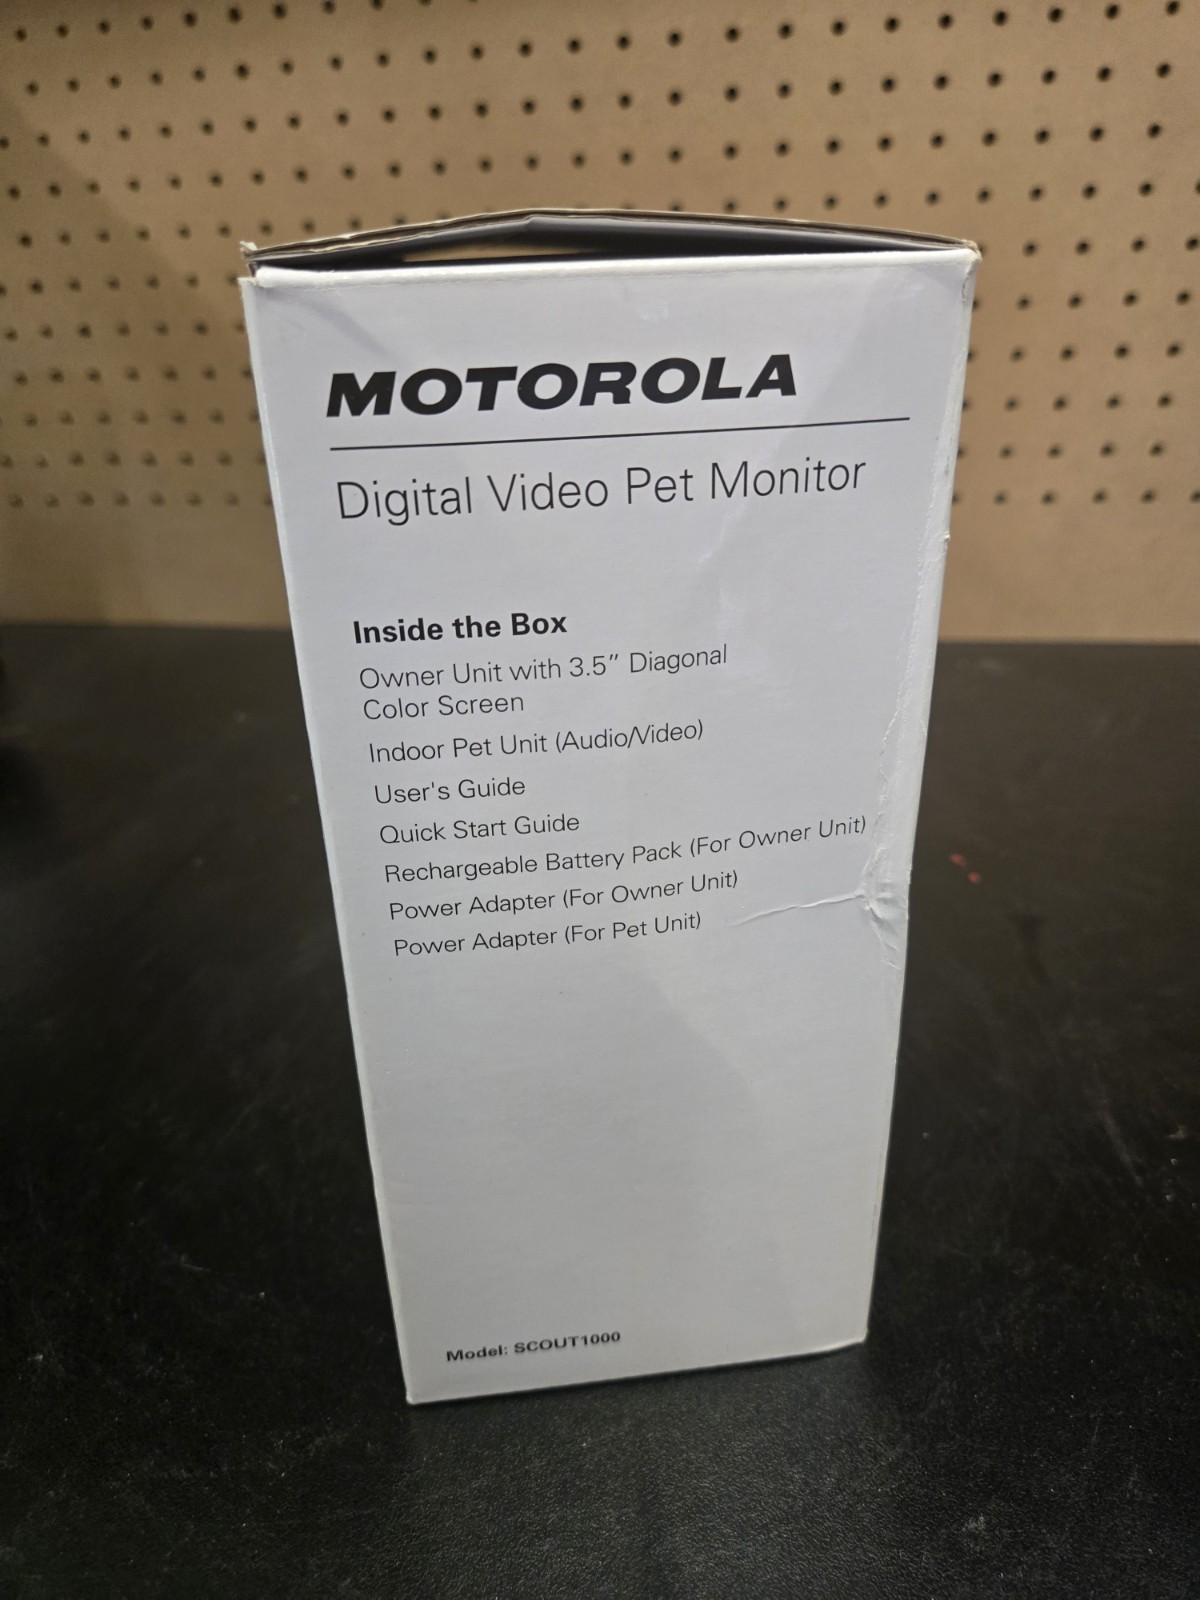 MOTOROLA
Digital Video Pet Monitor
Inside the Box
Owner Unit with 3.5" Diagonal
Color Screen
Indoor Pet Unit (Audio/Video)
User's Guide
Quick Start Guide
Rechargeable Battery Pack (For Owner Unit)
Power Adapter (For Owner Unit)
Power Adapter (For Pet Unit)
Model: SCOUT1000